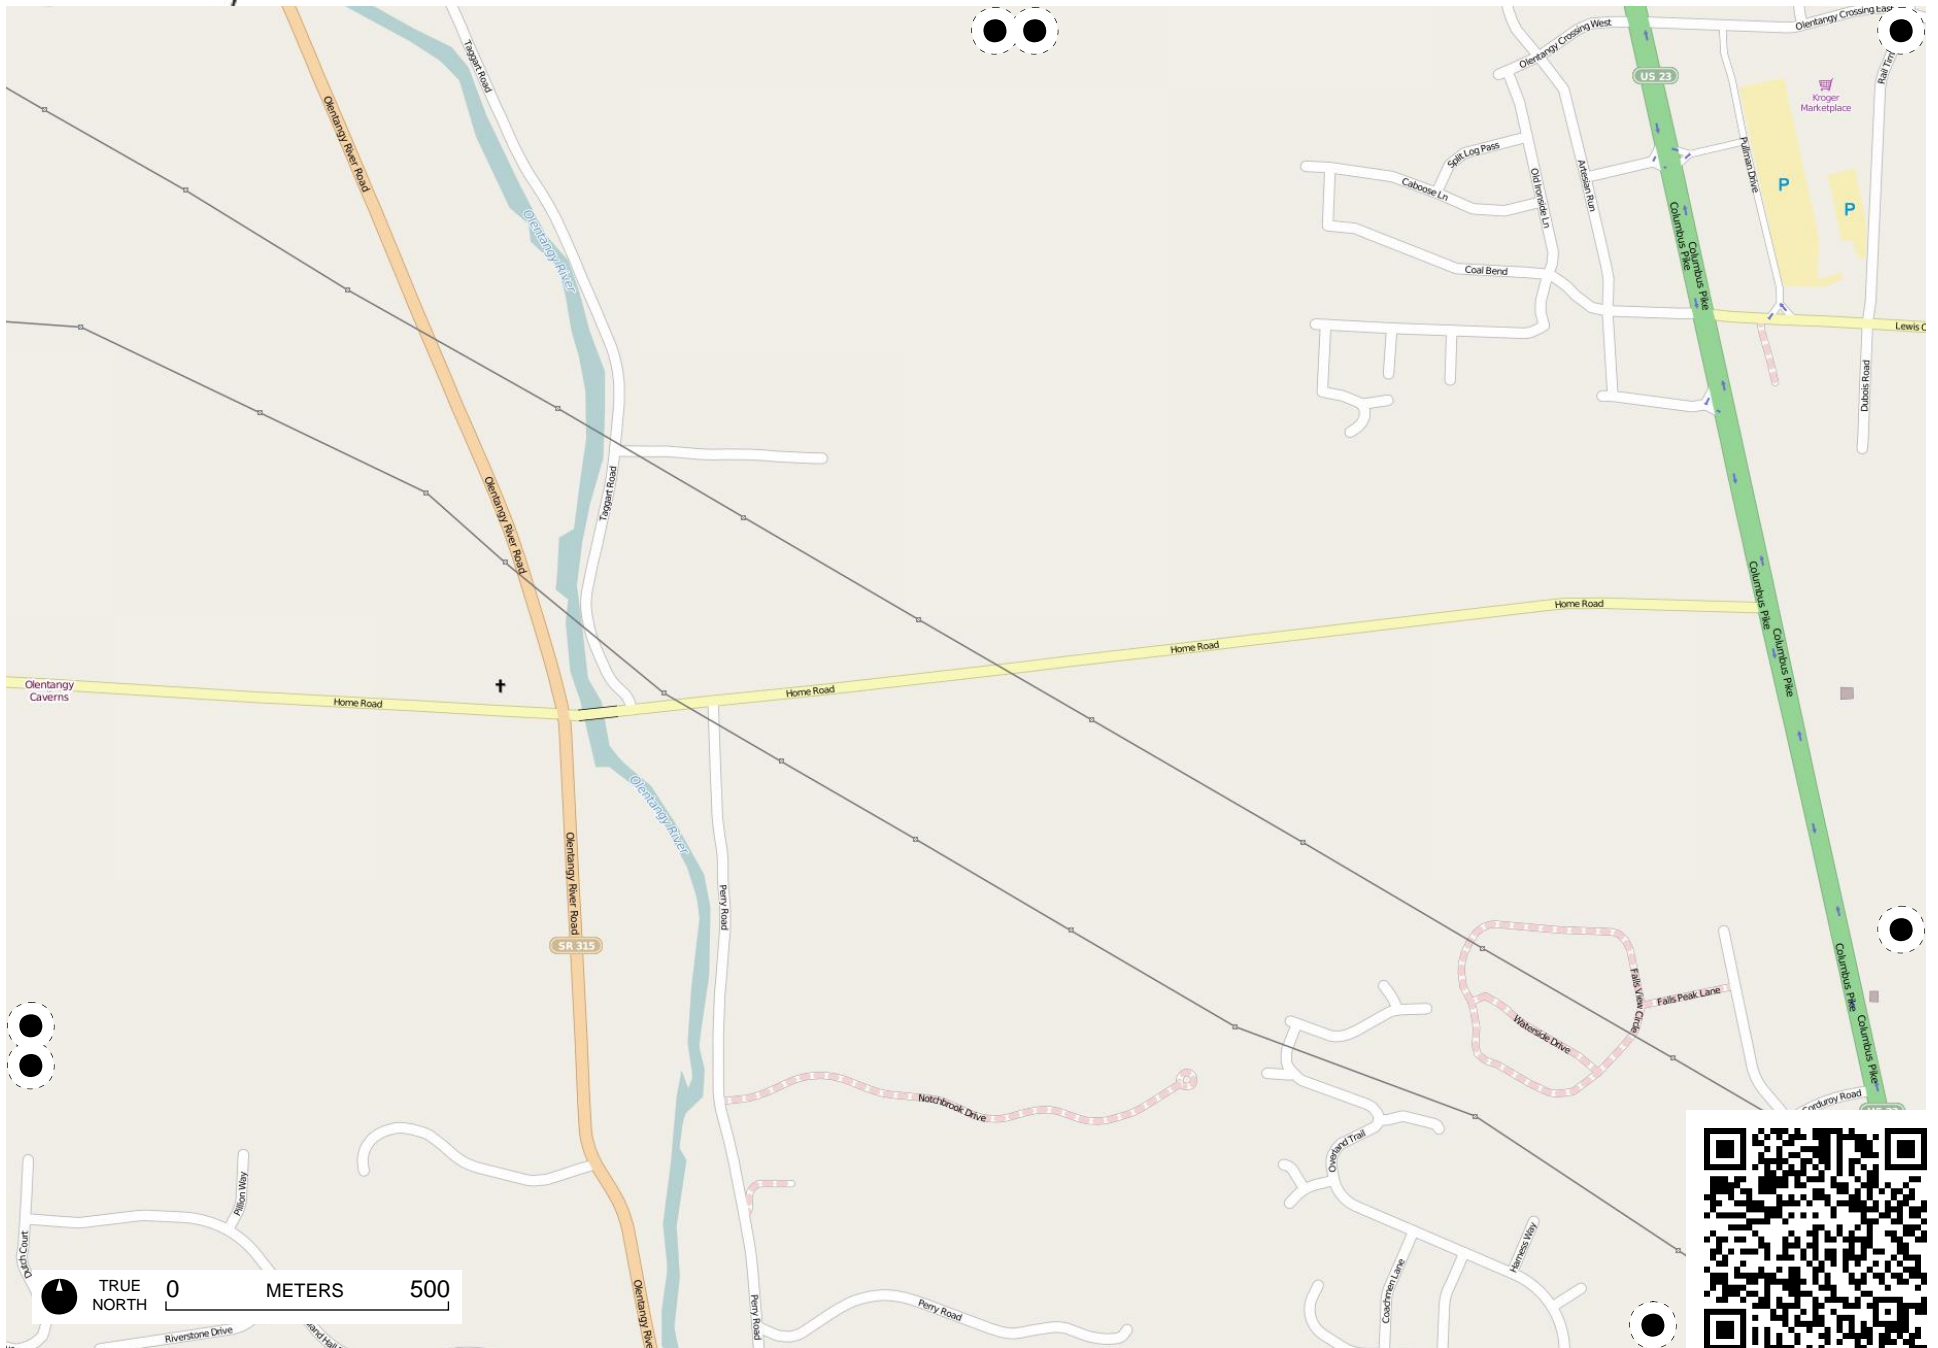 Olentangy Crossing West
Olentangy Crossing East
Taggart Road
US 23
Kroger
Marketplace
Olentangy River Road
Split Log Pass
Pullman Drive
Old Ironside Ln
Artesian Run
Caboose Ln
P
P
Olentangy River
Columbus Pike
Columbus Pike
Coal Bend
Lewis C
Dubois Road
Taggart Road
Olentangy River Road
Home Road
Columbus Pike
Columbus Pike
Home Road
Olentangy
Caverns
Home Road
Home Road
Olentangy River
Olentangy River Road
Perry Road
SR 315
Falls View Circle
Falls Peak Lane
Waterside Drive
Columbus Pike
Columbus Pike
Notchbrook Drive
Corduroy Road
Overland Trail
Pillion Way
Dutch Court
Harness Way
Coachmen Lane
TRUE
NORTH
0 METERS 500
Olentangy Rive
Perry Road
Perry Road
Riverstone Drive